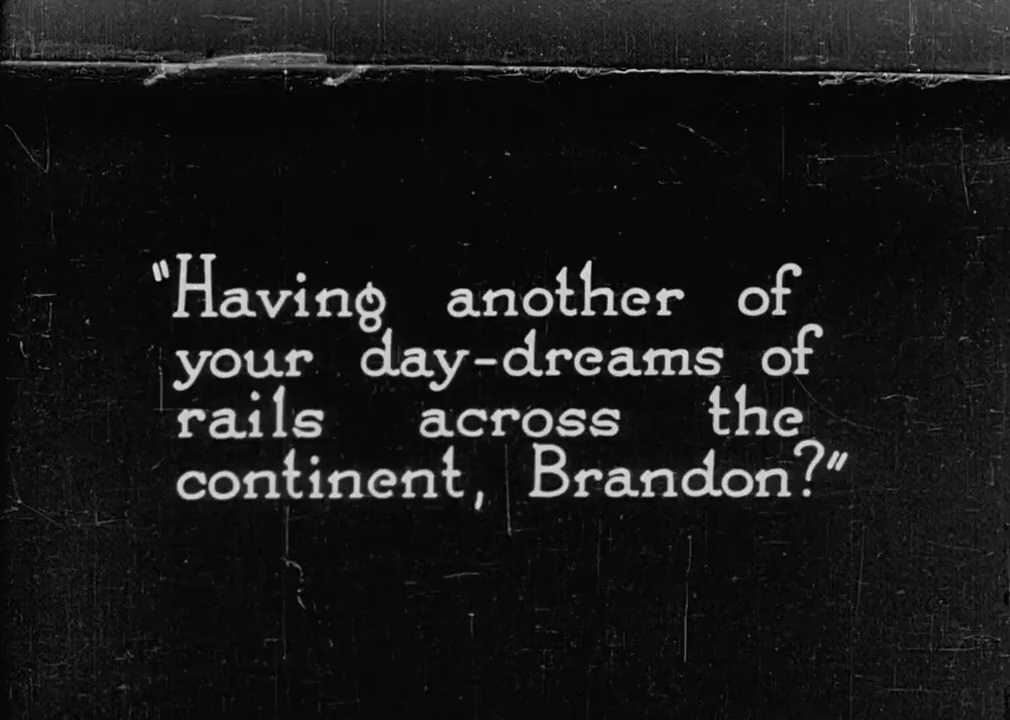 "Having another of
your day-dreams of
rails across the
continent, Brandon?"